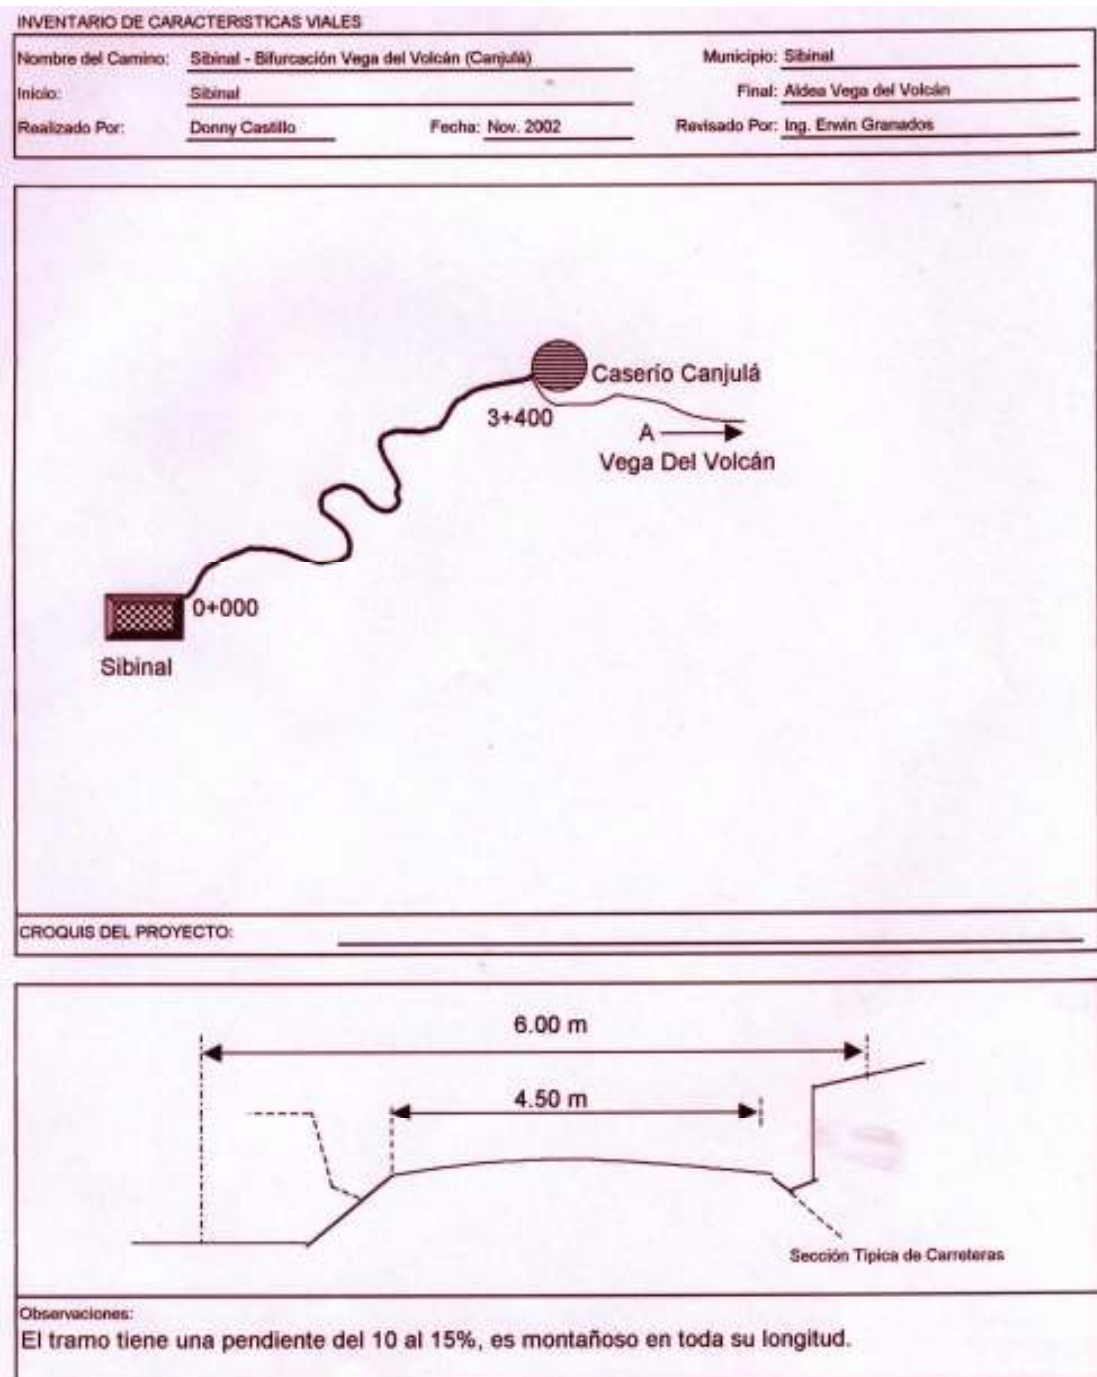 INVENTARIO DE CARACTERISTICAS VIALES
Nombre del Camino: Sibinal - Bifurcación Vega del Volcán (Canjulá) Municipio: Sibinal
Inicio: Sibinal Final: Aldea Vega del Volcán
Realizado Por: Donny Castillo Fecha: Nov. 2002 Revisado Por: Ing. Erwin Granados
Caserío Canjulá
3+400
A
Vega Del Volcán
0+000
Sibinal
CROQUIS DEL PROYECTO:
6.00 m
4.50 m
Sección Tipica de Carreteras
Observaciones:
El tramo tiene una pendiente del 10 al 15%, es montañoso en toda su longitud.